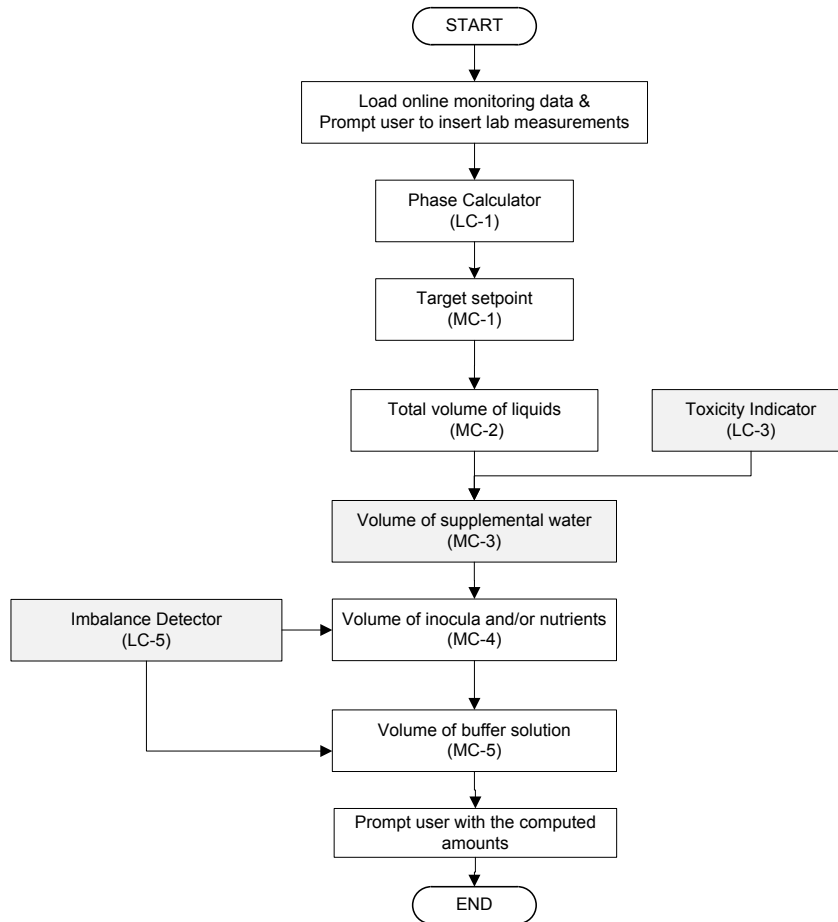 START
Load online monitoring data &
Prompt user to insert lab measurements
Phase Calculator
(LC-1)
Target setpoint
(MC-1)
Total volume of liquids
(MC-2)
Toxicity Indicator
(LC-3)
Volume of supplemental water
(MC-3)
Imbalance Detector
(LC-5)
Volume of inocula and/or nutrients
(MC-4)
Volume of buffer solution
(MC-5)
Prompt user with the computed
amounts
END